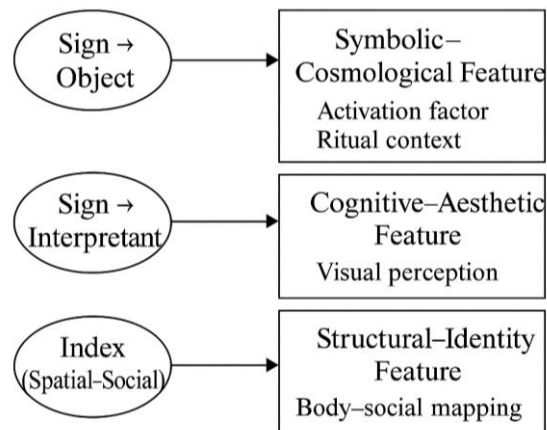 Sign →
Object
Symbolic–
Cosmological Feature
Activation factor
Ritual context
Sign →
Interpretant
Cognitive–Aesthetic
Feature
Visual perception
Index
(Spatial–Social)
Structural–Identity
Feature
Body–social mapping